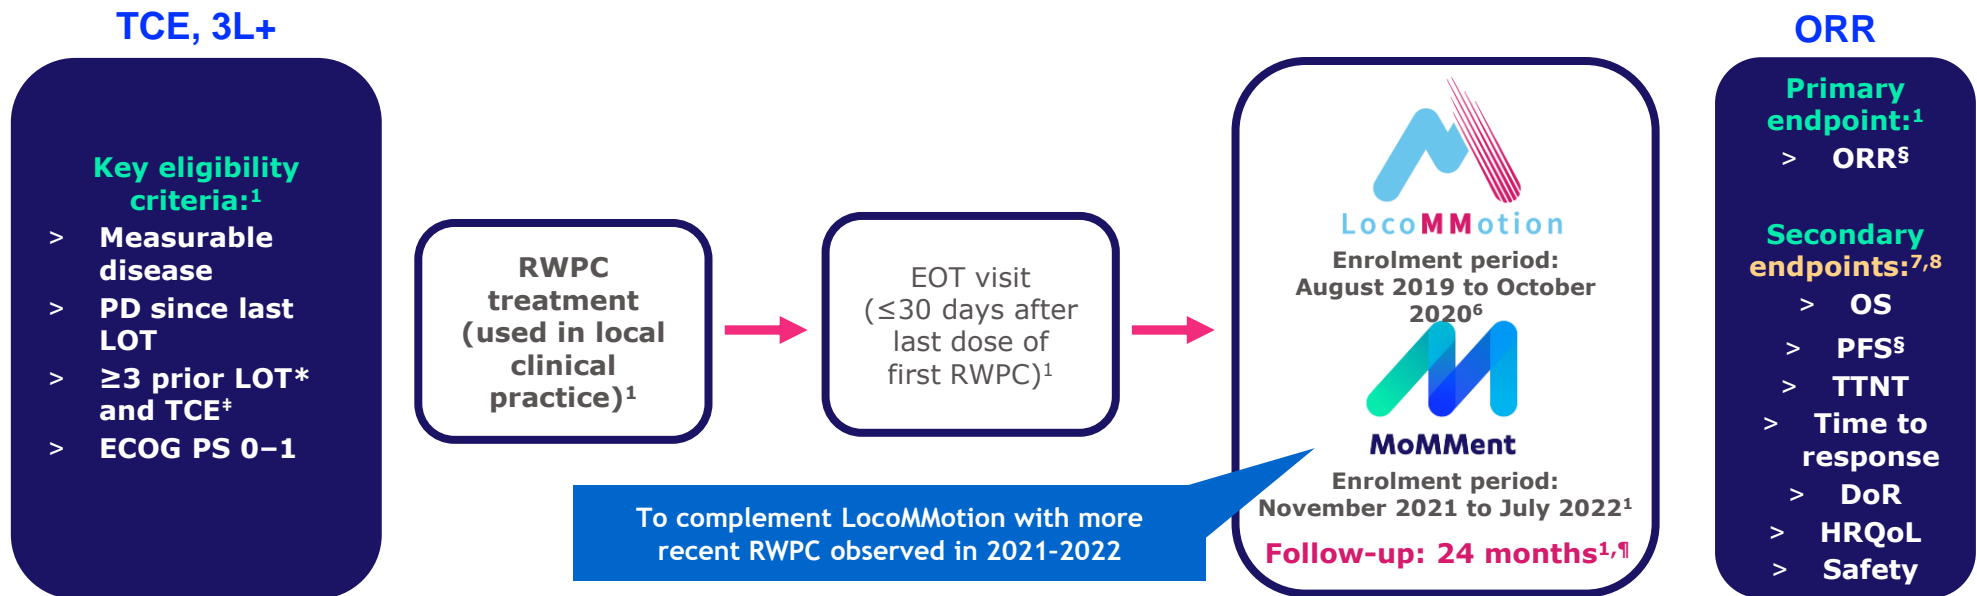 TCE, 3L+
Key eligibility
criteria:¹
> Measurable
disease
> PD since last
LOT
> ≥3 prior LOT*
and TCE‡
> ECOG PS 0–1
RWPC
treatment
(used in local
clinical
practice)¹
EOT visit
(≤30 days after
last dose of
first RWPC)¹
LocoMMotion
Enrolment period:
August 2019 to October
2020⁶
MoMMent
Enrolment period:
November 2021 to July 2022¹
Follow-up: 24 months¹,¶
To complement LocoMMotion with more
recent RWPC observed in 2021–2022
ORR
Primary
endpoint:¹
> ORR§
Secondary
endpoints:⁷,⁸
> OS
> PFS§
> TTNT
> Time to
response
> DoR
> HRQoL
> Safety